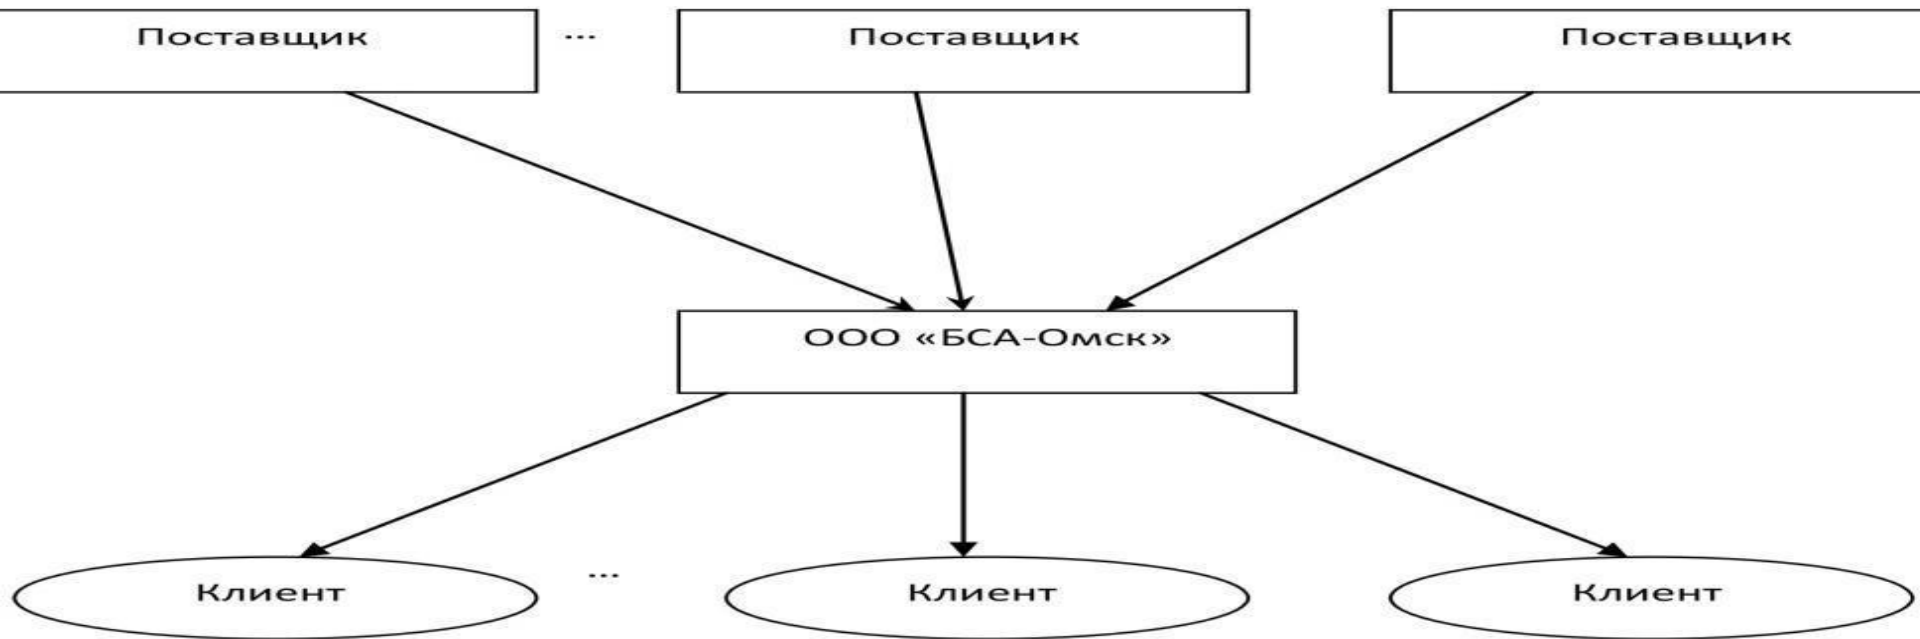 Поставщик ... Поставщик Поставщик
ООО «БСА-Омск»
Клиент ... Клиент Клиент